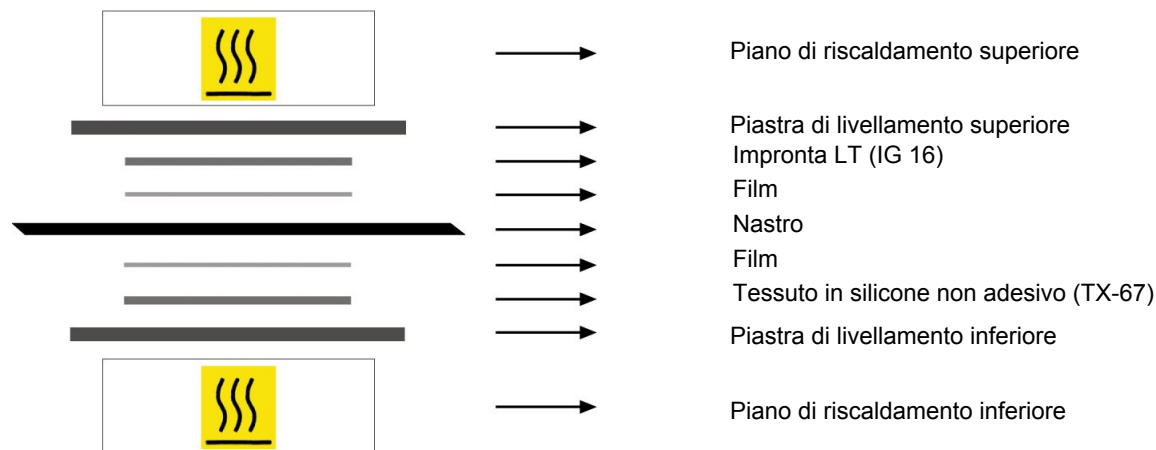 Piano di riscaldamento superiore
Piastra di livellamento superiore
Impronta LT (IG 16)
Film
Nastro
Film
Tessuto in silicone non adesivo (TX-67)
Piastra di livellamento inferiore
Piano di riscaldamento inferiore